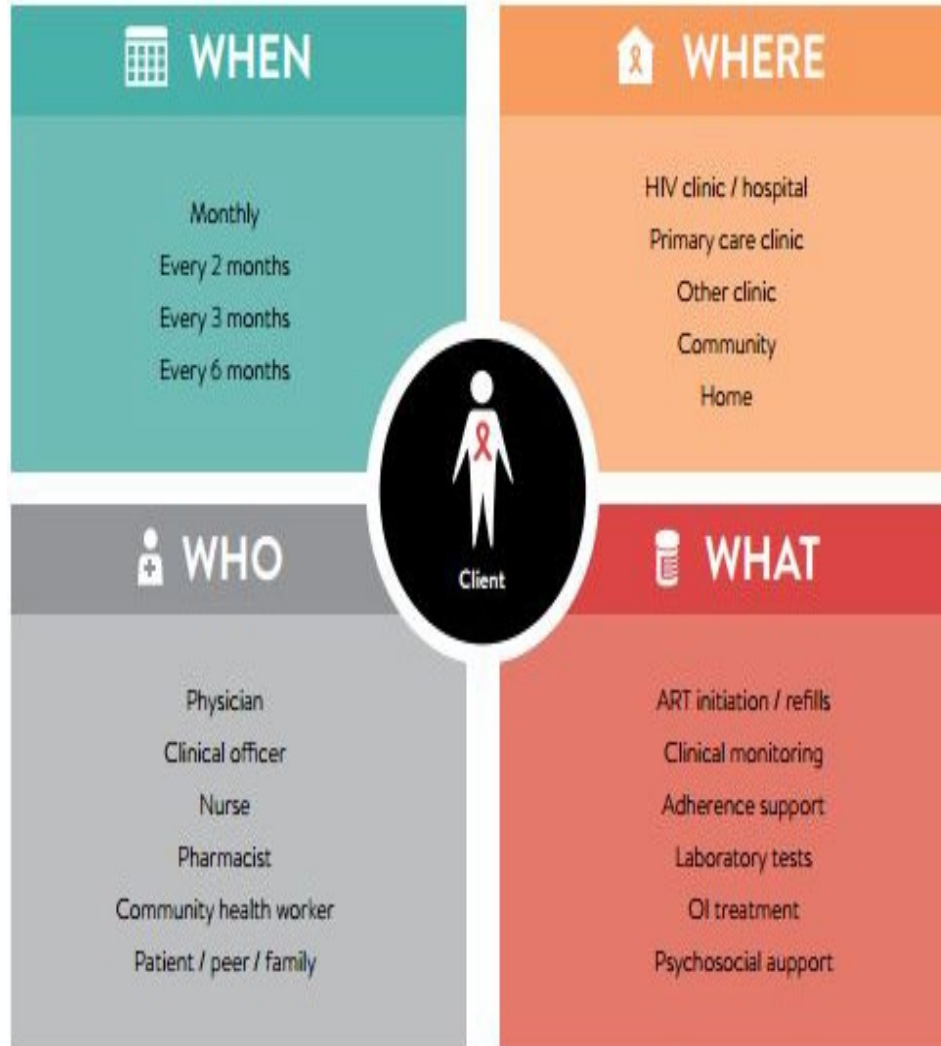 WHEN
Monthly
Every 2 months
Every 3 months
Every 6 months
WHERE
HIV clinic / hospital
Primary care clinic
Other clinic
Community
Home
Client
WHO
Physician
Clinical officer
Nurse
Pharmacist
Community health worker
Patient / peer / family
WHAT
ART initiation / refills
Clinical monitoring
Adherence support
Laboratory tests
OI treatment
Psychosocial aupport